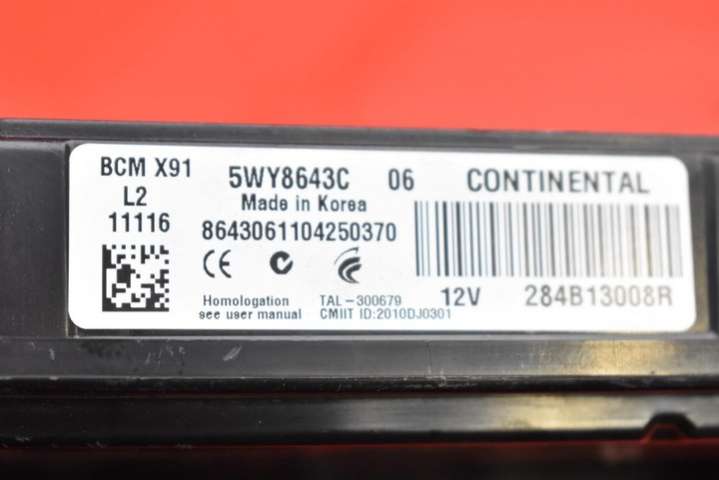 BCM X91
L2
11116
5WY8643C 06 CONTINENTAL
Made in Korea
8643061104250370
CE
Homologation
see user manual
TAL-300679
CMIIT ID:2010DJ0301
12V 284B13008R